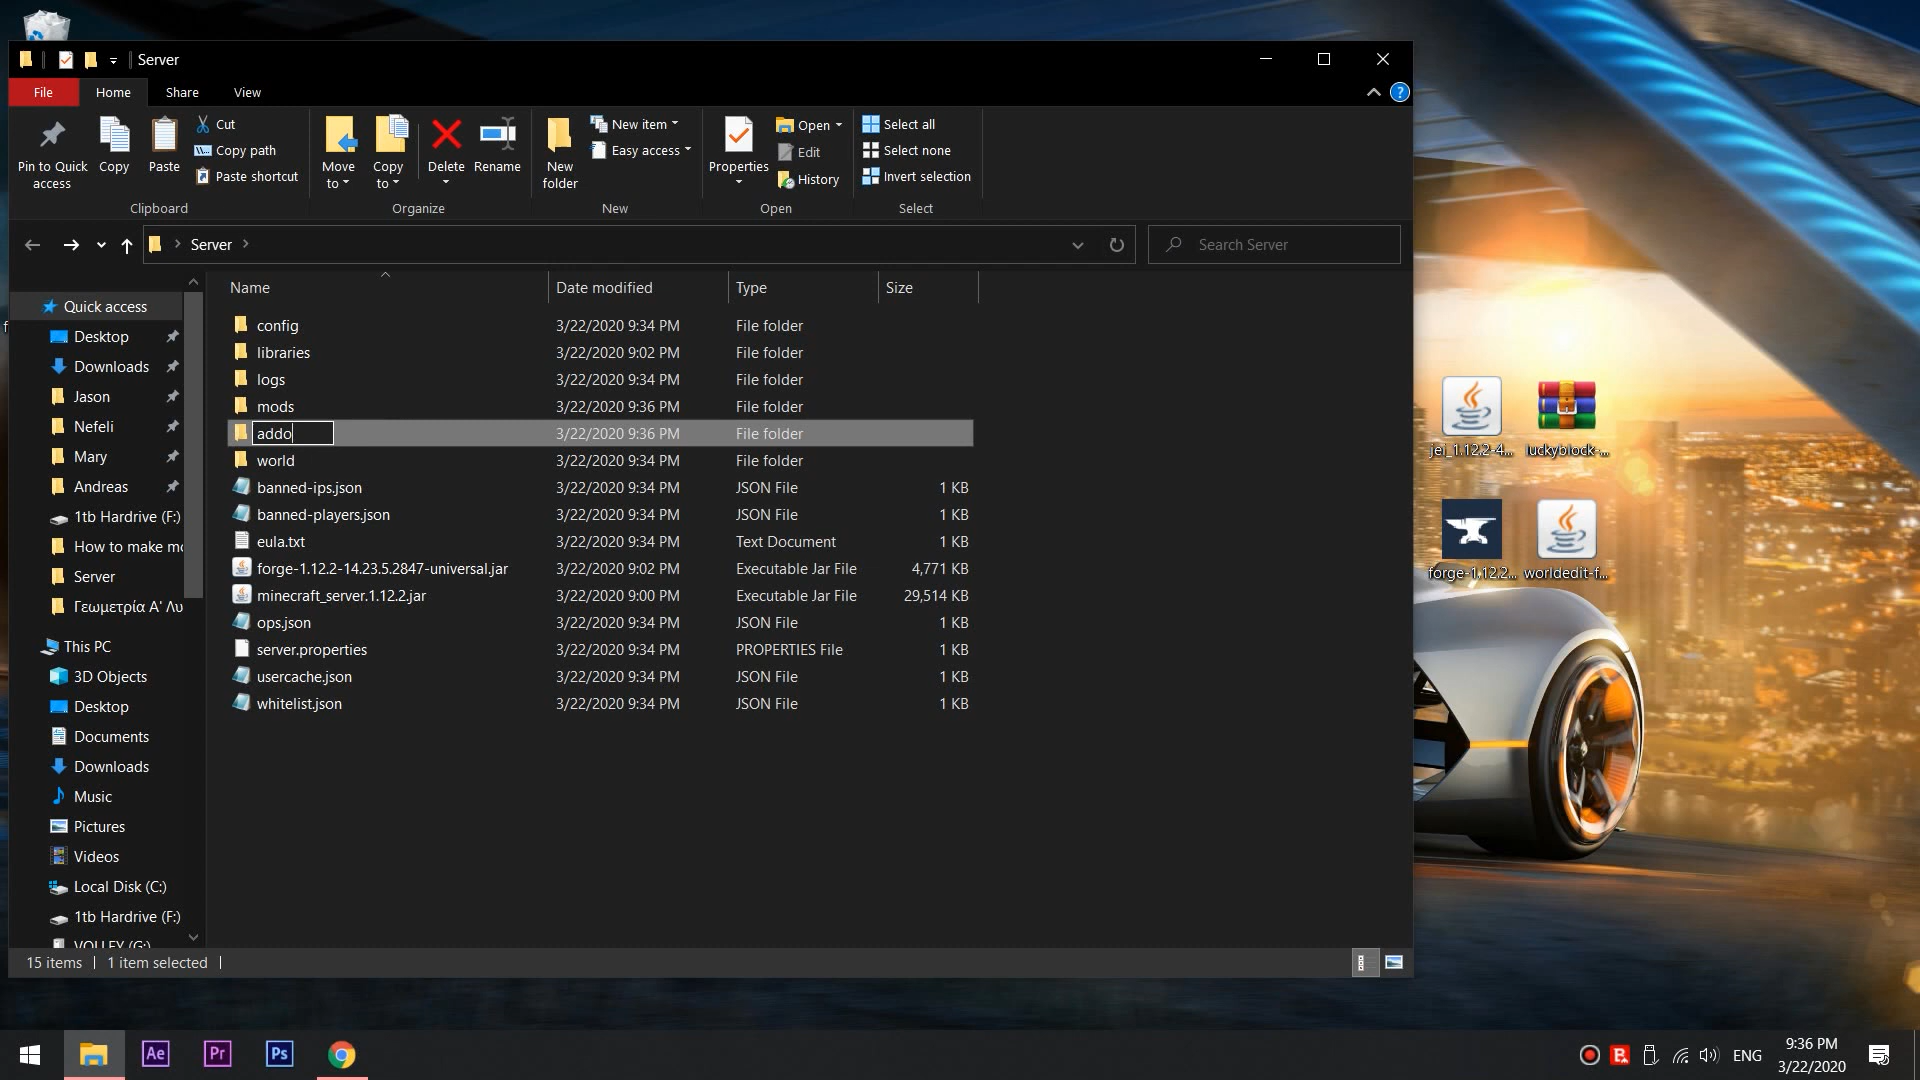 Server
File
Home
Share
View
Pin to Quick access
Copy
Paste
Cut
Copy path
Paste shortcut
Clipboard
Move to
Copy to
Delete
Rename
Organize
New folder
New item
Easy access
New
Properties
Open
Edit
History
Open
Select all
Select none
Invert selection
Select
Server
Search Server
Name
Date modified
Type
Size
Quick access
Desktop
Downloads
Jason
Nefeli
Mary
Andreas
1tb Hardrive (F:)
How to make mo
Server
Γεωμετρία Α' Λυ
This PC
3D Objects
Desktop
Documents
Downloads
Music
Pictures
Videos
Local Disk (C:)
1tb Hardrive (F:)
VOLLEY (G:)
config 3/22/2020 9:34 PM File folder
libraries 3/22/2020 9:02 PM File folder
logs 3/22/2020 9:34 PM File folder
mods 3/22/2020 9:36 PM File folder
addo 3/22/2020 9:36 PM File folder
world 3/22/2020 9:34 PM File folder
banned-ips.json 3/22/2020 9:34 PM JSON File 1 KB
banned-players.json 3/22/2020 9:34 PM JSON File 1 KB
eula.txt 3/22/2020 9:34 PM Text Document 1 KB
forge-1.12.2-14.23.5.2847-universal.jar 3/22/2020 9:02 PM Executable Jar File 4,771 KB
minecraft_server.1.12.2.jar 3/22/2020 9:00 PM Executable Jar File 29,514 KB
ops.json 3/22/2020 9:34 PM JSON File 1 KB
server.properties 3/22/2020 9:34 PM PROPERTIES File 1 KB
usercache.json 3/22/2020 9:34 PM JSON File 1 KB
whitelist.json 3/22/2020 9:34 PM JSON File 1 KB
15 items
1 item selected
jei_1.12.2-4...
luckyblock-...
forge-1.12.2...
worldedit-f...
Ae
Pr
Ps
B
ENG
9:36 PM
3/22/2020